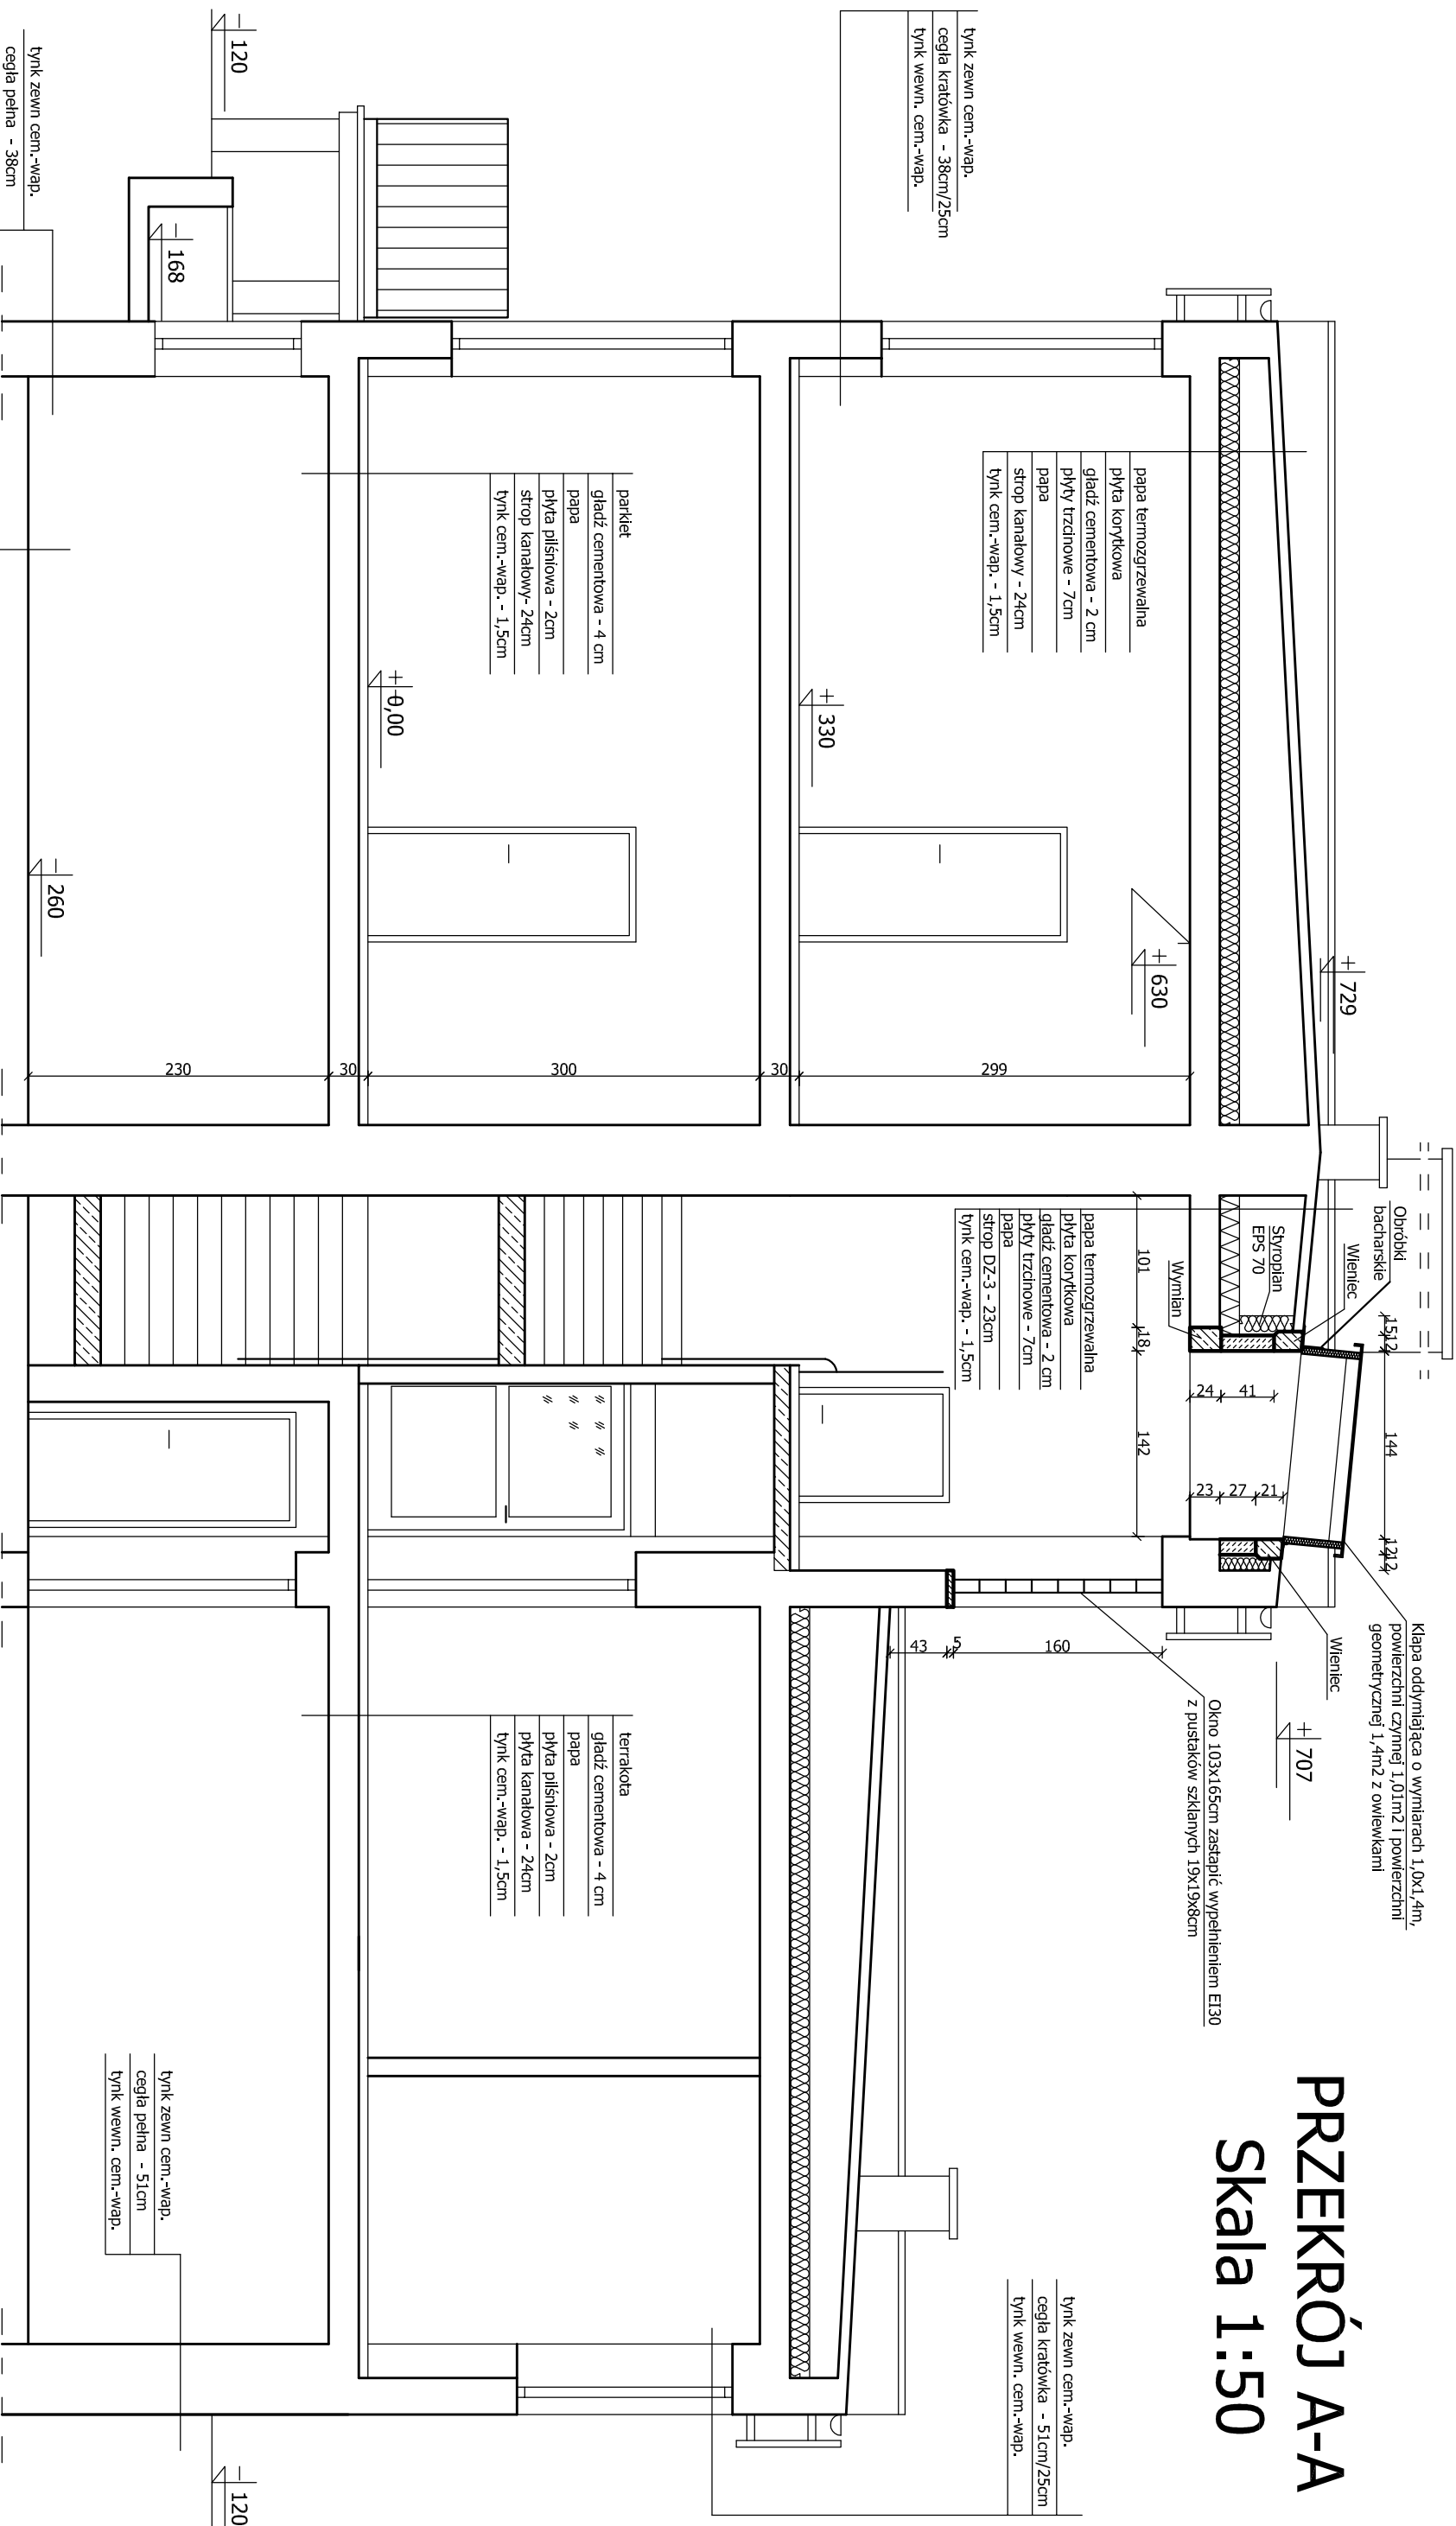 PRZEKRÓJ A-A
Skala 1:50
Obróbki
bacharskie
Wieniec
Styropian
EPS 70
Wymian
Klapa oddymiająca o wymiarach 1,0x1,4m,
powierzchni czynnej 1,01m2 i powierzchni
geometrycznej 1,4m2 z owiewkami
Wieniec
Okno 103x165cm zastąpić wypełnieniem EI30
z pustaków szklanych 19x19x8cm
+
729
+
707
+
630
+
330
+
0,00
-
120
-
168
-
260
-
120
15
12
144
12
12
24
41
23
27
21
101
18
142
43
5
160
230
30
300
30
299
tynk zewn cem.-wap.
cegła kratówka - 38cm/25cm
tynk wewn. cem.-wap.
papa termozgrzewalna
płyta korytkowa
gładź cementowa - 2 cm
płyty trzcinowe - 7cm
papa
strop kanałowy - 24cm
tynk cem.-wap. - 1,5cm
papa termozgrzewalna
płyta korytkowa
gładź cementowa - 2 cm
płyty trzcinowe - 7cm
papa
strop DZ-3 - 23cm
tynk cem.-wap. - 1,5cm
tynk zewn cem.-wap.
cegła kratówka - 51cm/25cm
tynk wewn. cem.-wap.
parkiet
gładź cementowa - 4 cm
papa
płyta pilśniowa - 2cm
strop kanałowy- 24cm
tynk cem.-wap. - 1,5cm
terrakota
gładź cementowa - 4 cm
papa
płyta pilśniowa - 2cm
płyta kanałowa - 24cm
tynk cem.-wap. - 1,5cm
tynk zewn cem.-wap.
cegła pełna - 38cm
tynk zewn cem.-wap.
cegła pełna - 51cm
tynk wewn. cem.-wap.